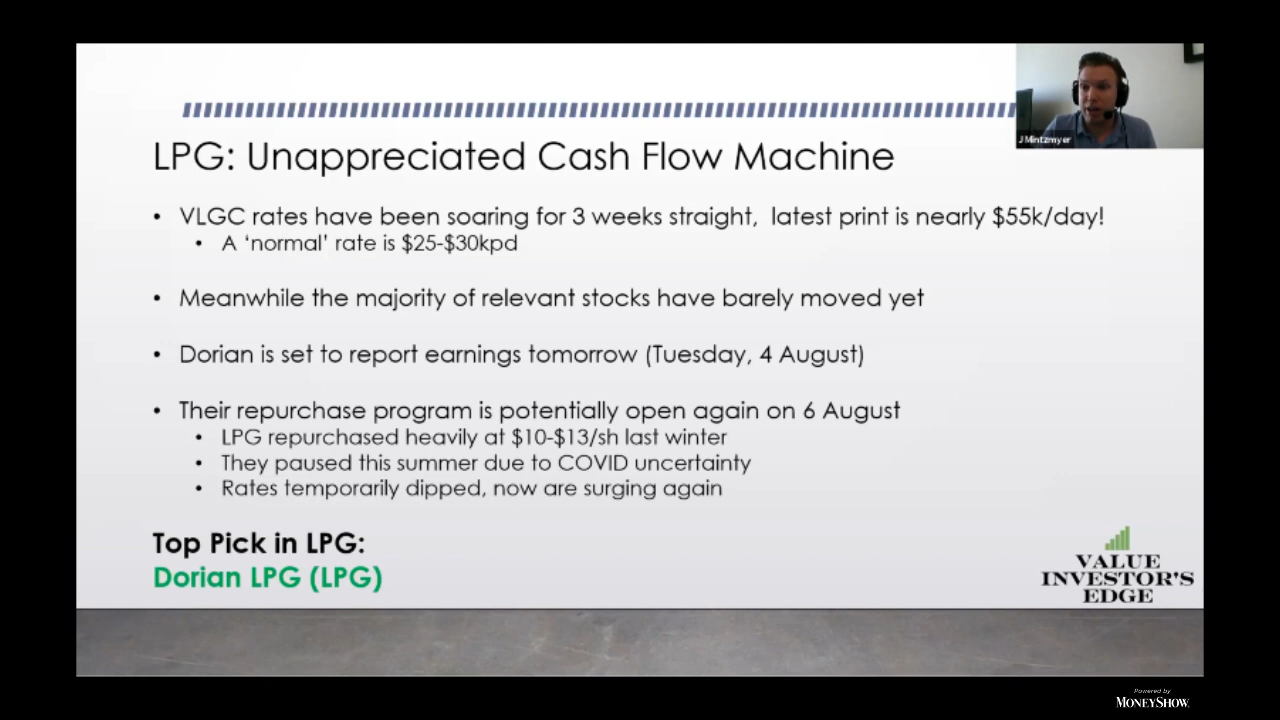 J Mintzmyer
LPG: Unappreciated Cash Flow Machine
• VLGC rates have been soaring for 3 weeks straight,  latest print is nearly $55k/day!
• A ‘normal’ rate is $25-$30kpd
• Meanwhile the majority of relevant stocks have barely moved yet
• Dorian is set to report earnings tomorrow (Tuesday, 4 August)
• Their repurchase program is potentially open again on 6 August
• LPG repurchased heavily at $10-$13/sh last winter
• They paused this summer due to COVID uncertainty
• Rates temporarily dipped, now are surging again
Top Pick in LPG:
Dorian LPG (LPG)
VALUE
INVESTOR'S
EDGE
Powered by
MONEYSHOW